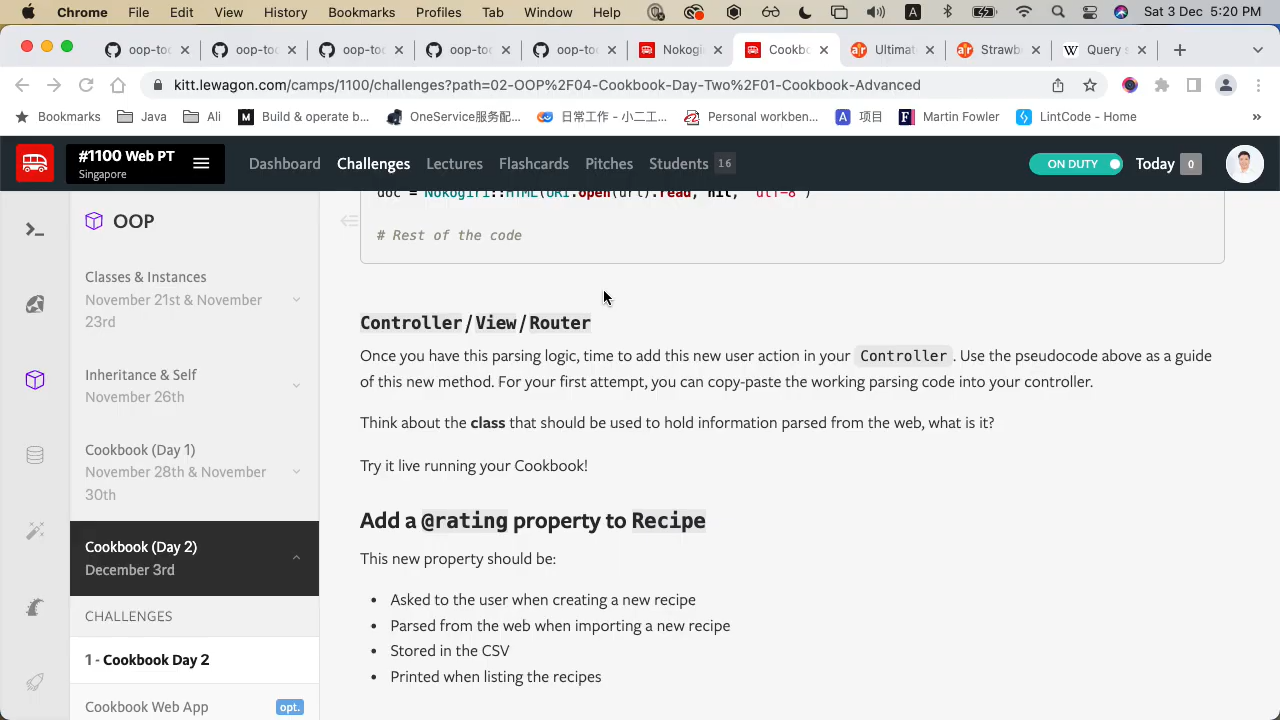 Chrome File Edit View History Bookmarks Profiles Tab Window Help A Sat 3 Dec 5:20 PM
oop-to oop-to oop-to oop-to oop-to Nokogi Cookb Ultimat Strawb Query s
kitt.lewagon.com/camps/1100/challenges?path=02-OOP%2F04-Cookbook-Day-Two%2F01-Cookbook-Advanced
Bookmarks Java Ali Build & operate b... OneService服务配... 日常工作 - 小二工... Personal workben... 项目 Martin Fowler LintCode - Home »
#1100 Web PT
Singapore
Dashboard Challenges Lectures Flashcards Pitches Students 16 ON DUTY Today 0
doc = Nokogiri::HTML(URI.open(url).read, nil, "utf-8")
# Rest of the code
OOP
Classes & Instances
November 21st & November
23rd
Inheritance & Self
November 26th
Cookbook (Day 1)
November 28th & November
30th
Cookbook (Day 2)
December 3rd
CHALLENGES
1 - Cookbook Day 2
Cookbook Web App opt.
Controller / View / Router
Once you have this parsing logic, time to add this new user action in your Controller. Use the pseudocode above as a guide
of this new method. For your first attempt, you can copy-paste the working parsing code into your controller.
Think about the class that should be used to hold information parsed from the web, what is it?
Try it live running your Cookbook!
Add a @rating property to Recipe
This new property should be:
• Asked to the user when creating a new recipe
• Parsed from the web when importing a new recipe
• Stored in the CSV
• Printed when listing the recipes